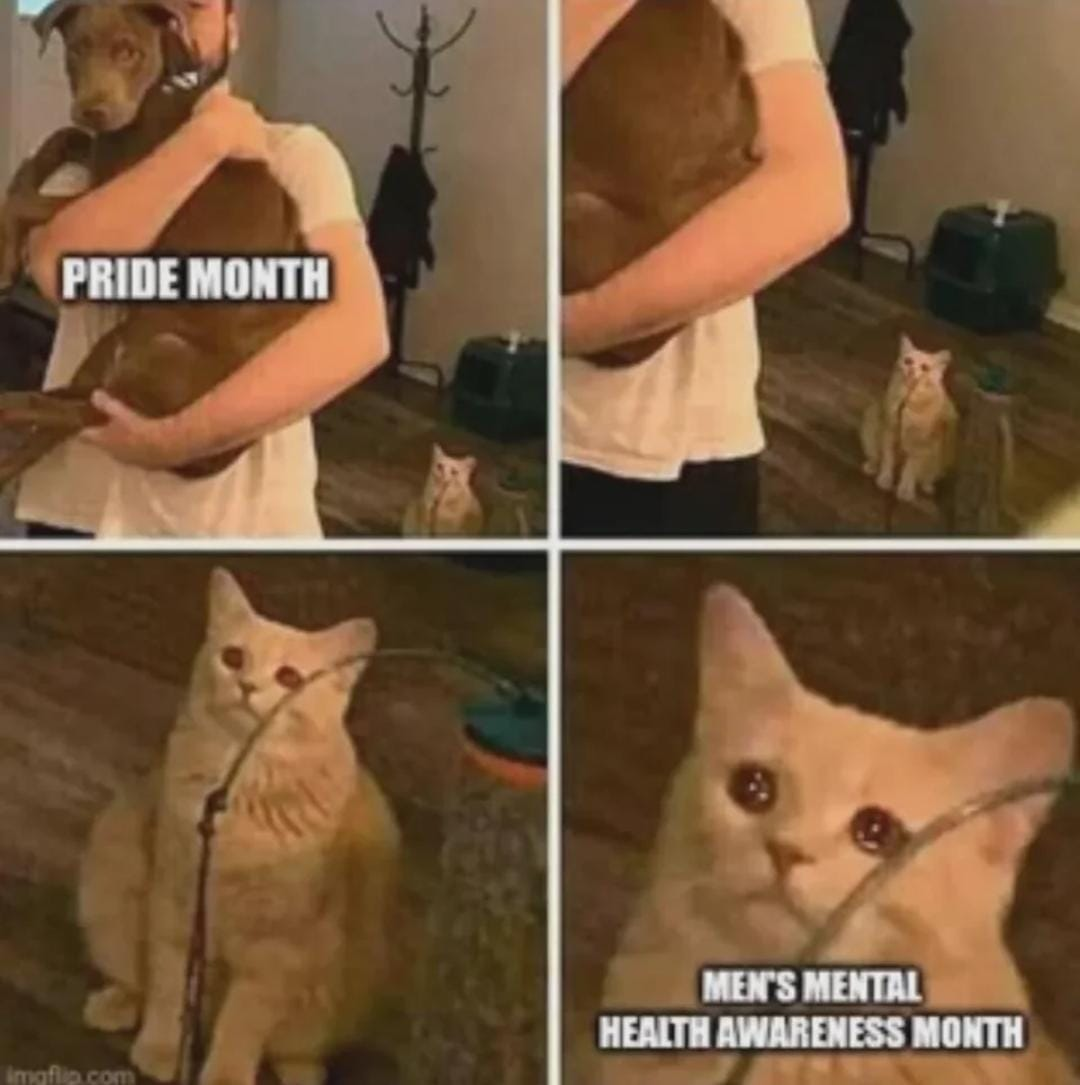 PRIDE MONTH
MEN'S MENTAL
HEALTH AWARENESS MONTH
imgflip.com